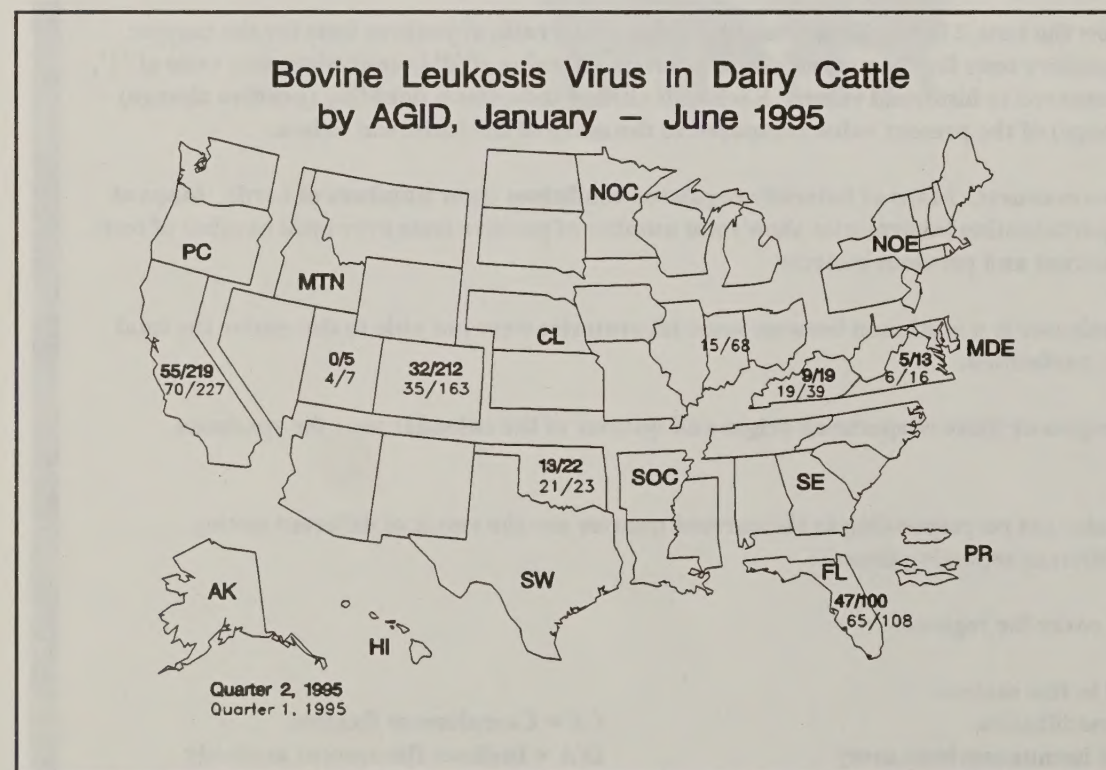 Bovine Leukosis Virus in Dairy Cattle
by AGID, January – June 1995
NOC
NOE
PC
MTN
CL
15/68
MDE
5/13
6/16
0/5
4/7
55/219
70/227
32/212
35/163
9/19
19/39
13/22
21/23
SOC
SE
SW
PR
FL
47/100
65/108
AK
HI
Quarter 2, 1995
Quarter 1, 1995